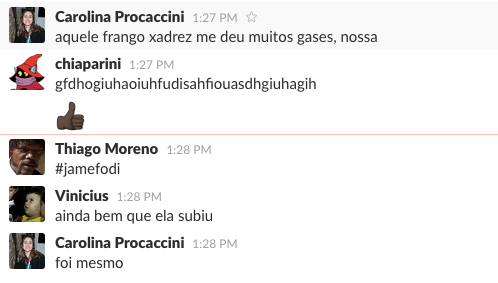 Carolina Procaccini 1:27 PM
aquele frango xadrez me deu muitos gases, nossa
chiaparini 1:27 PM
gfdhogiuhaoiuhfudisahfiouasdhgiuhagih
Thiago Moreno 1:28 PM
#jamefodi
Vinicius 1:28 PM
ainda bem que ela subiu
Carolina Procaccini 1:28 PM
foi mesmo